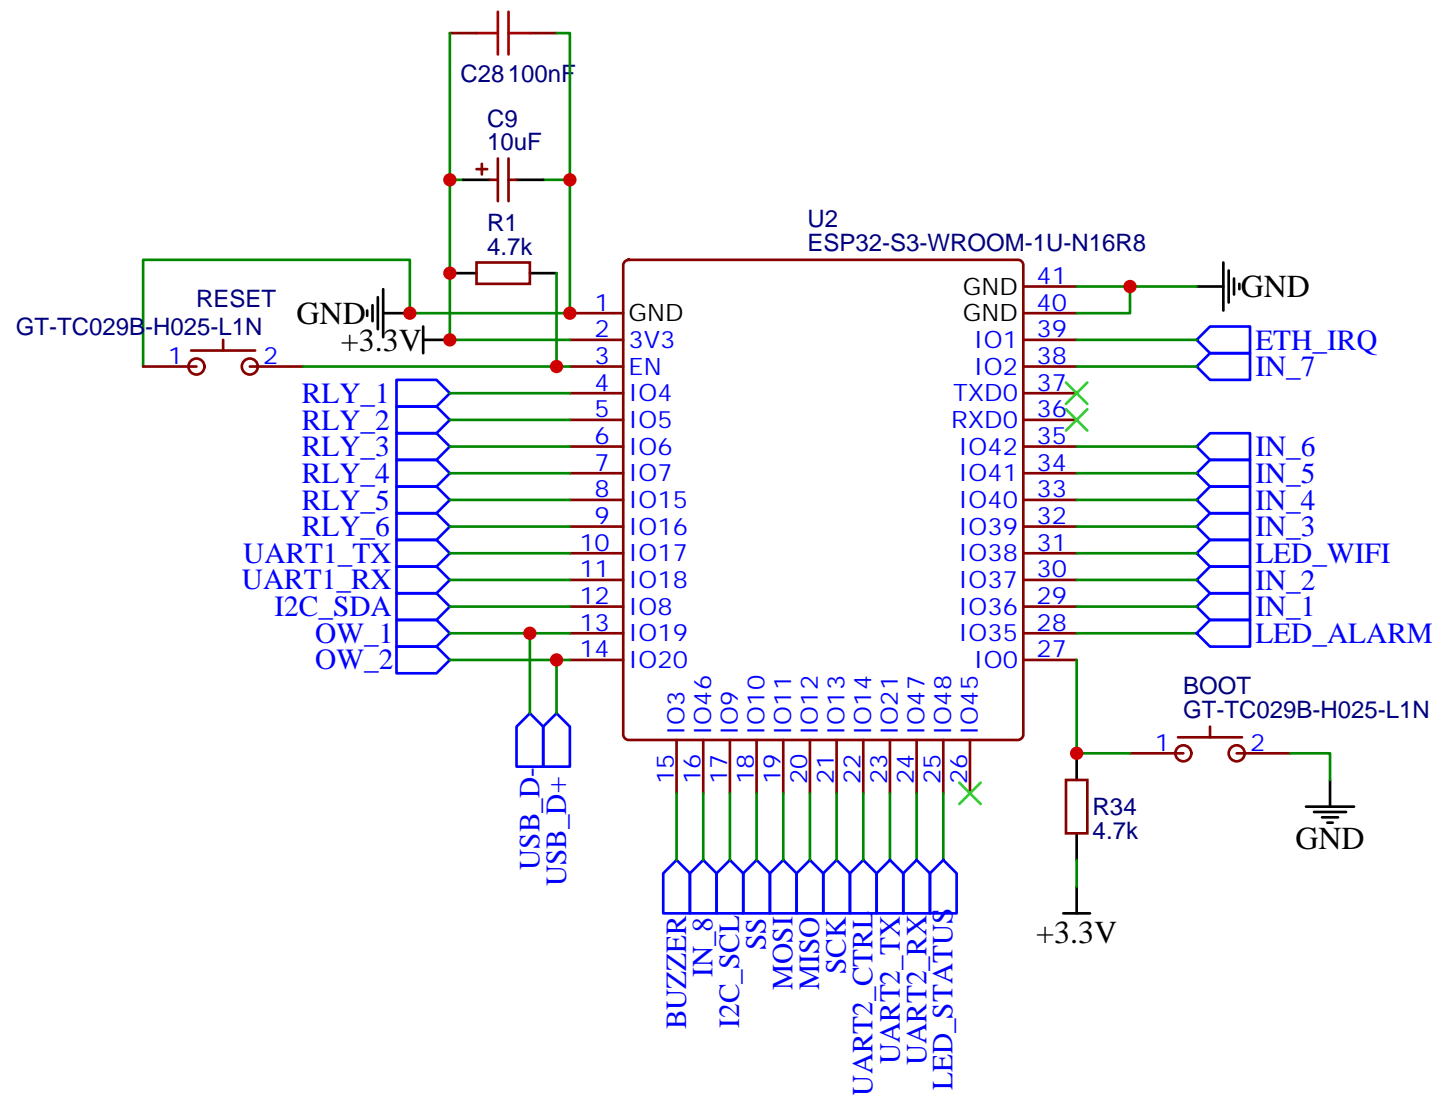 C28 100nF
C9
10uF
+
R1
4.7k
U2
ESP32-S3-WROOM-1U-N16R8
RESET
GT-TC029B-H025-L1N
1 2
GND
+3.3V
1 GND
2 3V3
3 EN
RLY_1 4 IO4
RLY_2 5 IO5
RLY_3 6 IO6
RLY_4 7 IO7
RLY_5 8 IO15
RLY_6 9 IO16
UART1_TX 10 IO17
UART1_RX 11 IO18
I2C_SDA 12 IO8
OW_1 13 IO19
OW_2 14 IO20
USB_D-
USB_D+
GND 41 GND
GND 40
IO1 39 ETH_IRQ
IO2 38 IN_7
TXD0 37
RXD0 36
IO42 35 IN_6
IO41 34 IN_5
IO40 33 IN_4
IO39 32 IN_3
IO38 31 LED_WIFI
IO37 30 IN_2
IO36 29 IN_1
IO35 28 LED_ALARM
IO0 27
IO3 15 BUZZER
IO46 16 IN_8
IO9 17 I2C_SCL
IO10 18 SS
IO11 19 MOSI
IO12 20 MISO
IO13 21 SCK
IO14 22 UART2_CTRL
IO21 23 UART2_TX
IO47 24 UART2_RX
IO48 25 LED_STATUS
IO45 26
BOOT
GT-TC029B-H025-L1N
1 2
GND
R34
4.7k
+3.3V